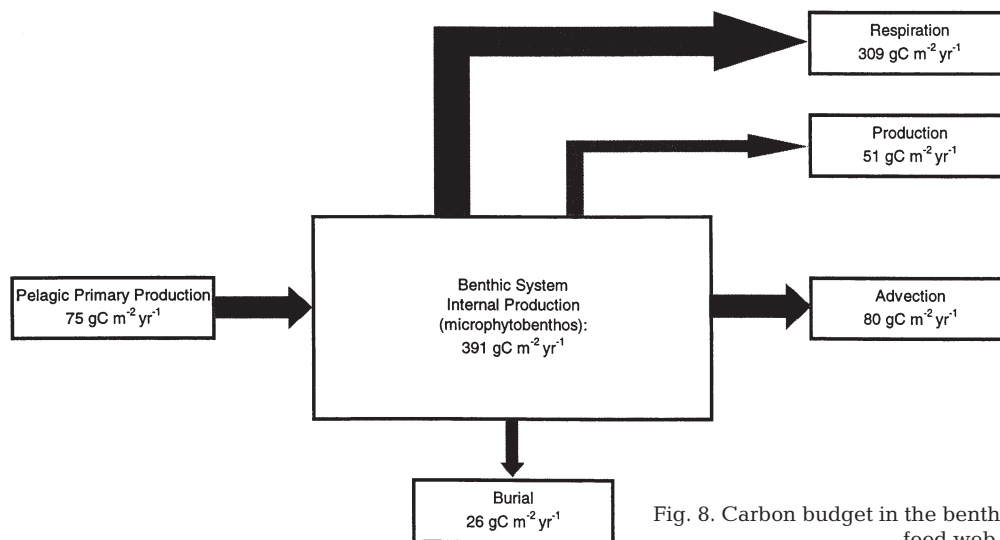 Respiration
309 gC m⁻² yr⁻¹
Production
51 gC m⁻² yr⁻¹
Pelagic Primary Production
75 gC m⁻² yr⁻¹
Benthic System
Internal Production
(microphytobenthos):
391 gC m⁻² yr⁻¹
Advection
80 gC m⁻² yr⁻¹
Burial
26 gC m⁻² yr⁻¹
Fig. 8. Carbon budget in the benth
food web